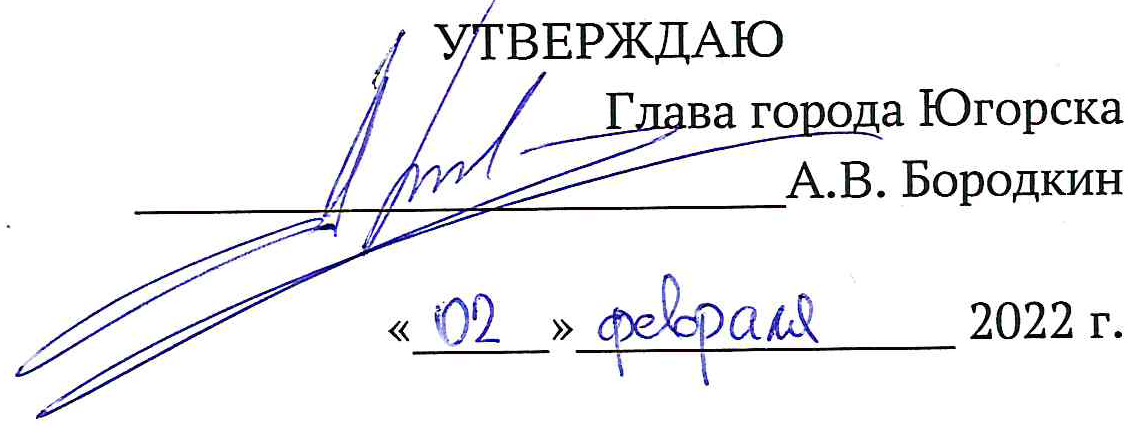 УТВЕРЖДАЮ
Глава города Югорска
А.В. Бородкин
« 02 » февраля 2022 г.